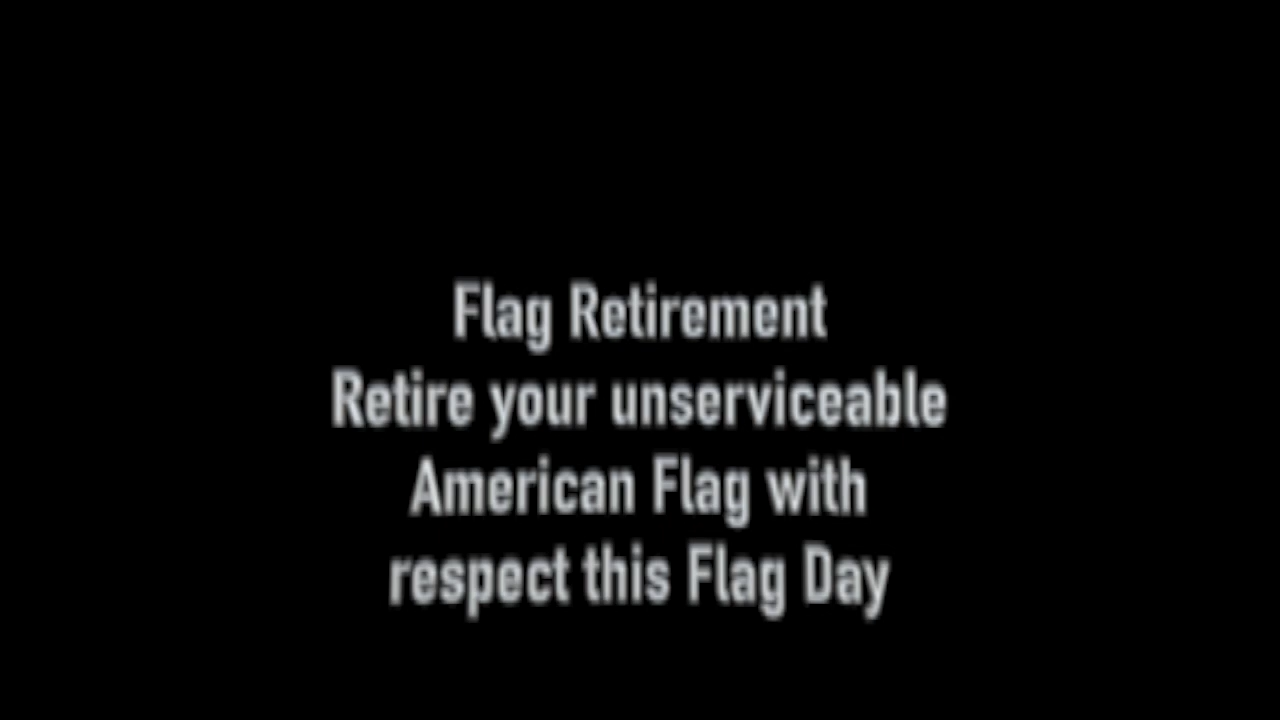 Flag Retirement
Retire your unserviceable
American Flag with
respect this Flag Day